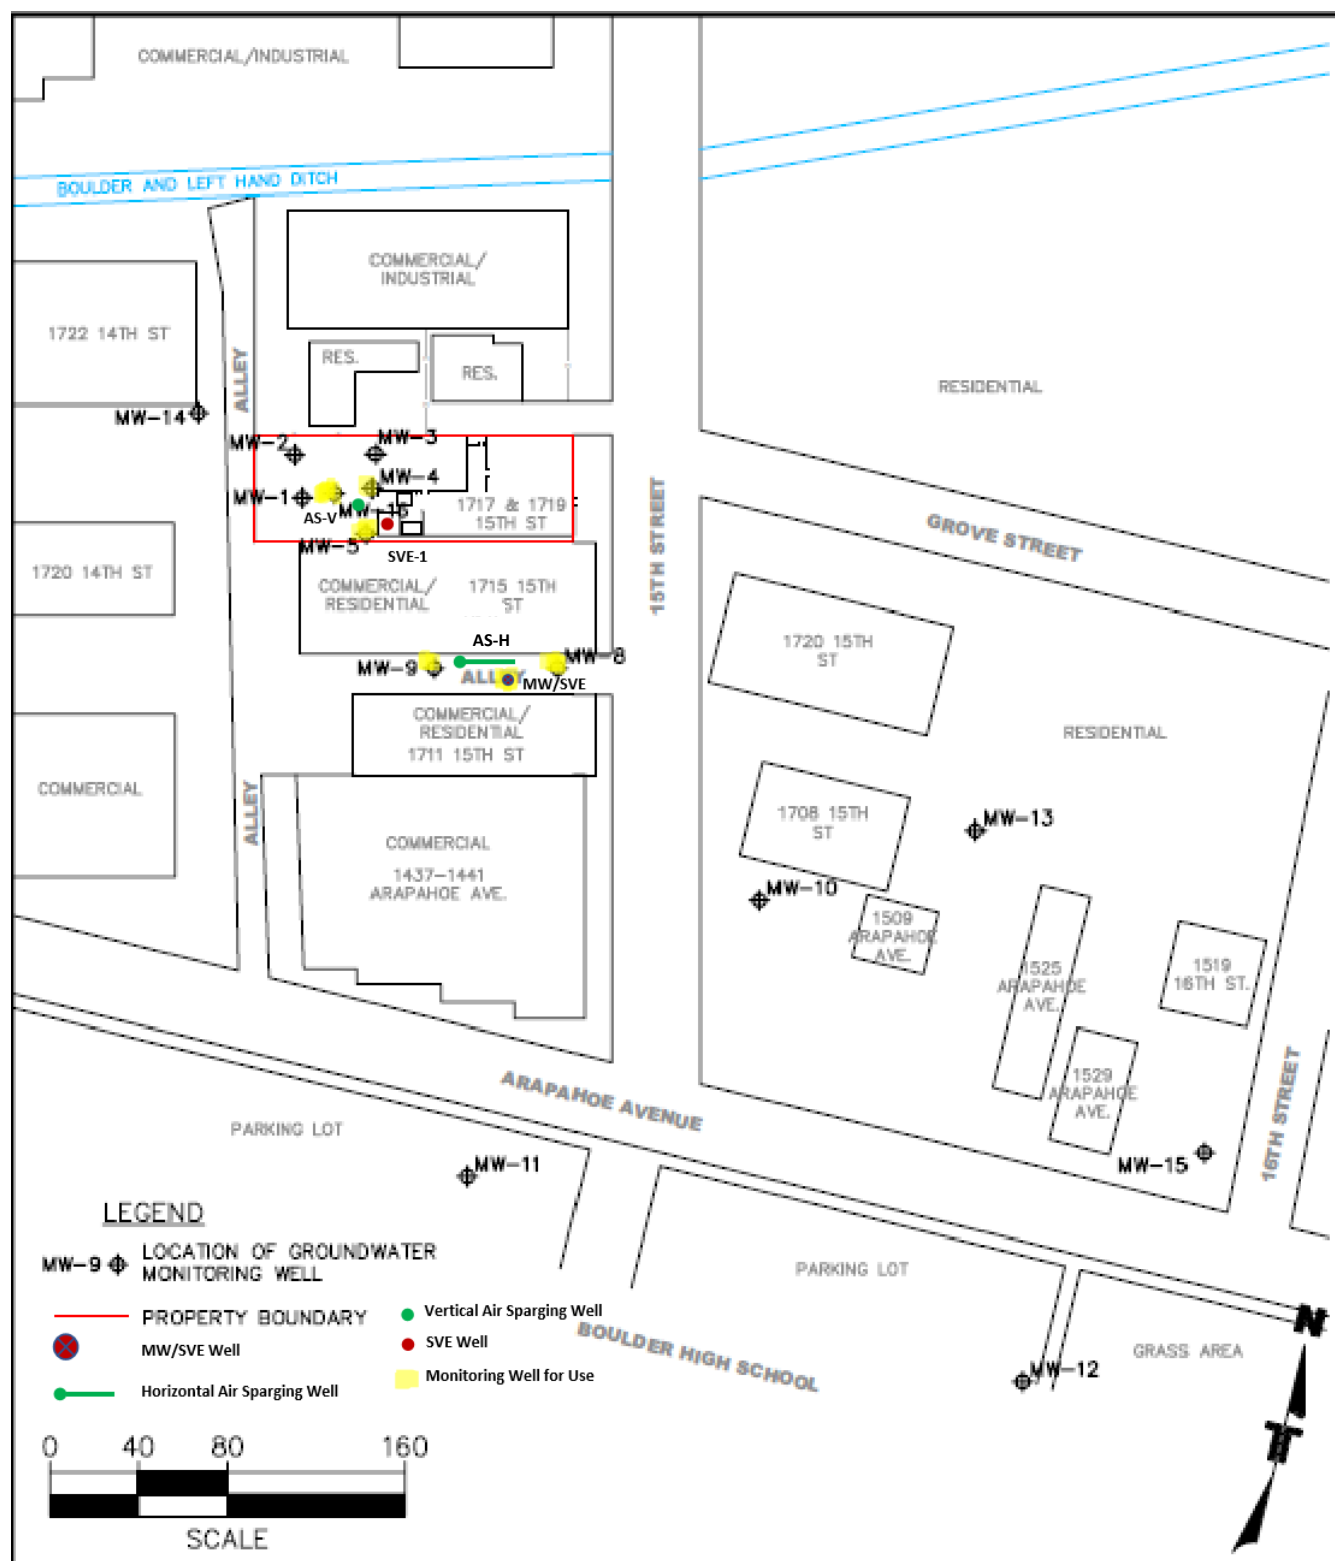 COMMERCIAL/INDUSTRIAL
BOULDER AND LEFT HAND DITCH
COMMERCIAL/
INDUSTRIAL
1722 14TH ST
ALLEY
RES.
RES.
RESIDENTIAL
MW-14
MW-2
MW-3
MW-4
MW-1
AS-V
MW-16
1717 & 1719
15TH ST
MW-5
SVE-1
15TH STREET
GROVE STREET
1720 14TH ST
COMMERCIAL/
RESIDENTIAL
1715 15TH
ST
AS-H
MW-9
MW-8
ALLEY
MW/SVE
1720 15TH
ST
COMMERCIAL/
RESIDENTIAL
1711 15TH ST
RESIDENTIAL
COMMERCIAL
ALLEY
1708 15TH
ST
MW-13
COMMERCIAL
1437-1441
ARAPAHOE AVE.
MW-10
1509
ARAPAHOE
AVE.
1525
ARAPAHOE
AVE.
1519
16TH ST.
ARAPAHOE AVENUE
1529
ARAPAHOE
AVE.
16TH STREET
PARKING LOT
MW-11
MW-15
LEGEND
MW-9
LOCATION OF GROUNDWATER
MONITORING WELL
PROPERTY BOUNDARY
MW/SVE Well
Horizontal Air Sparging Well
Vertical Air Sparging Well
SVE Well
Monitoring Well for Use
PARKING LOT
BOULDER HIGH SCHOOL
MW-12
GRASS AREA
N
0 40 80 160
SCALE